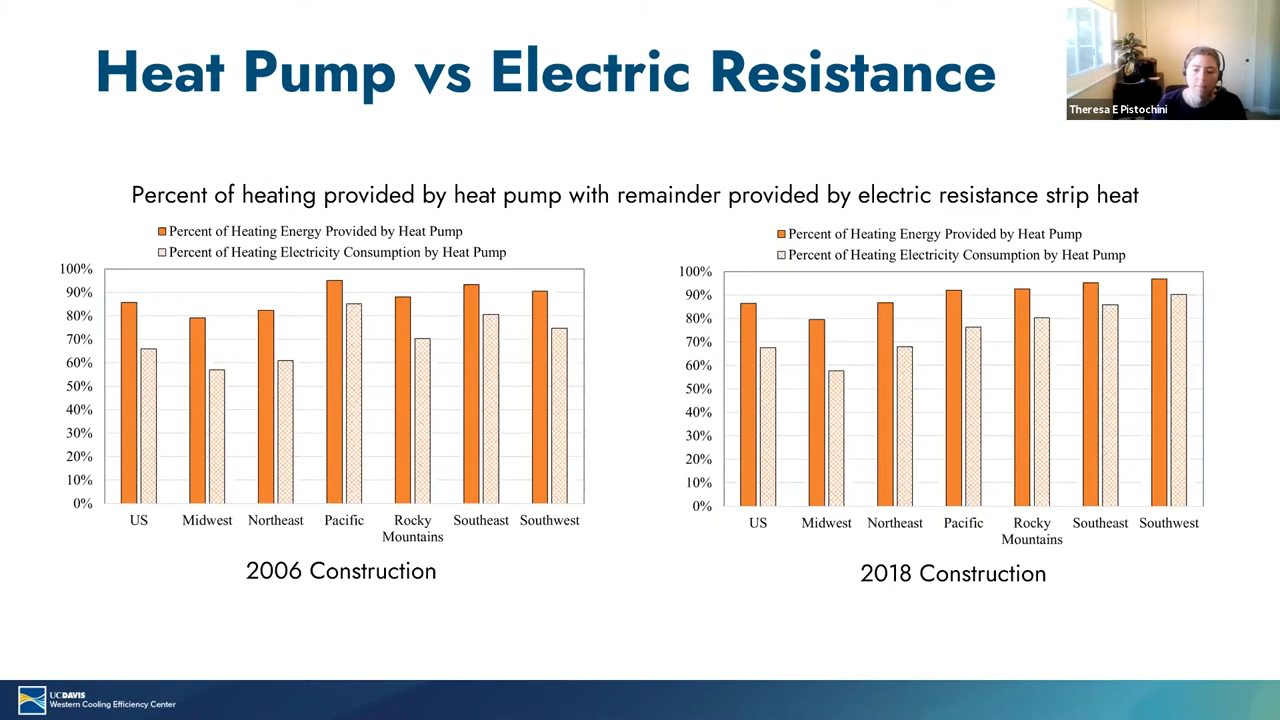 Heat Pump vs Electric Resistance
Theresa E Pistochini
Percent of heating provided by heat pump with remainder provided by electric resistance strip heat
Percent of Heating Energy Provided by Heat Pump
Percent of Heating Electricity Consumption by Heat Pump
100%
90%
80%
70%
60%
50%
40%
30%
20%
10%
0%
US
Midwest
Northeast
Pacific
Rocky
Mountains
Southeast
Southwest
2006 Construction
Percent of Heating Energy Provided by Heat Pump
Percent of Heating Electricity Consumption by Heat Pump
100%
90%
80%
70%
60%
50%
40%
30%
20%
10%
0%
US
Midwest
Northeast
Pacific
Rocky
Mountains
Southeast
Southwest
2018 Construction
UCDAVIS
Western Cooling Efficiency Center